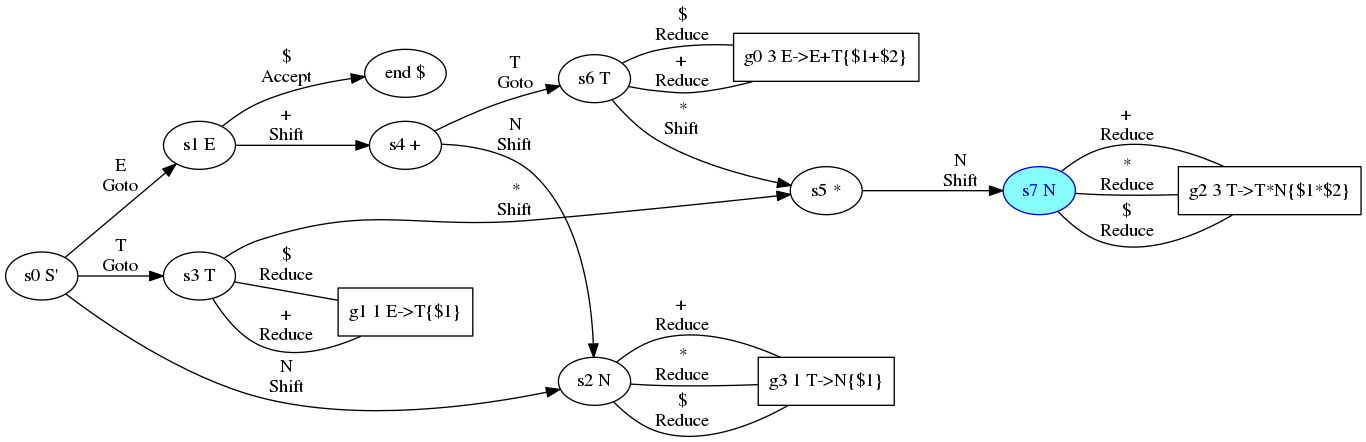 $
Accept
end $
E
Goto
s1 E
+
Shift
s4 +
T
Goto
s6 T
$
Reduce
+
Reduce
g0 3 E->E+T{$1+$2}
*
Shift
N
Shift
s0 S'
T
Goto
s3 T
*
Shift
s5 *
N
Shift
s7 N
+
Reduce
*
Reduce
$
Reduce
g2 3 T->T*N{$1*$2}
$
Reduce
+
Reduce
g1 1 E->T{$1}
N
Shift
s2 N
+
Reduce
*
Reduce
$
Reduce
g3 1 T->N{$1}